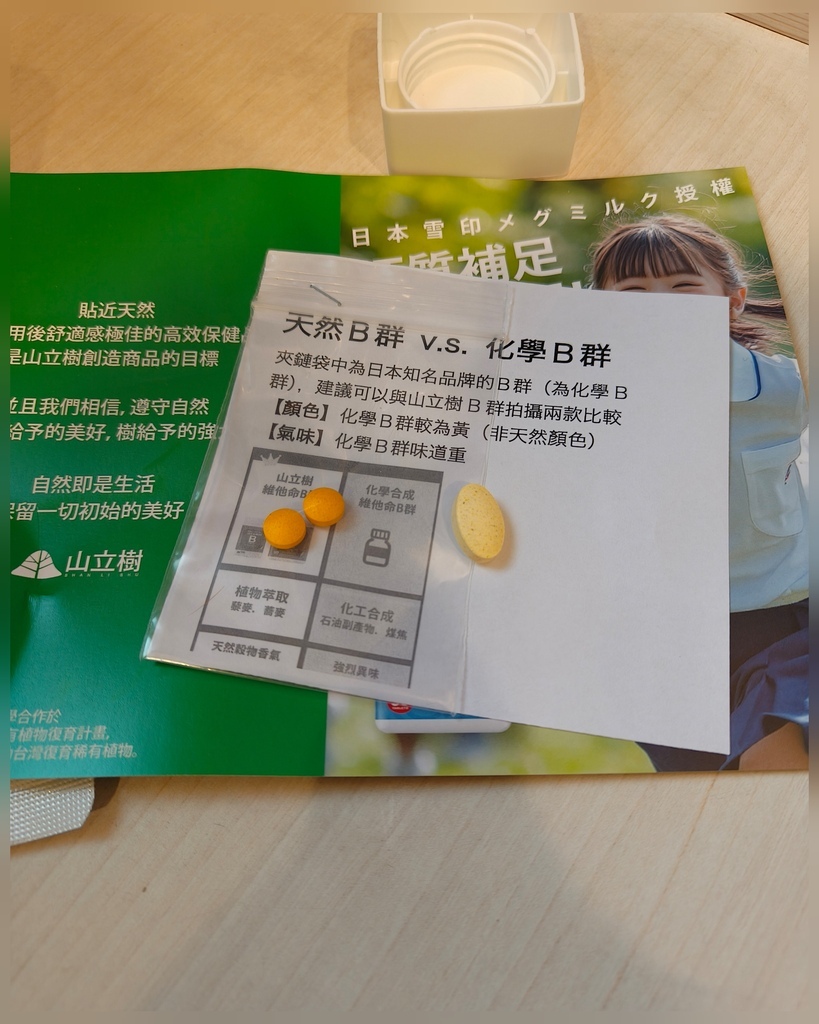 日本雪印メグミルク授權
質補足
貼近天然
用後舒適感極佳的高效保健
是山立樹創造商品的目標
且我們相信, 遵守自然
給予的美好, 樹給予的強
自然即是生活
留一切初始的美好
山立樹
合作於
植物復育計畫,
台灣復育稀有植物。
天然B群 v.s. 化學B群
夾鏈袋中為日本知名品牌的B群（為化學B
群），建議可以與山立樹B群拍攝兩款比較
【顏色】化學B群較為黃（非天然顏色）
【氣味】化學B群味道重
山立樹
維他命B
化學合成
維他命B群
B
植物萃取
藜麥、蕎麥
化工合成
石油副產物、煤焦
天然穀物香氣
強烈異味